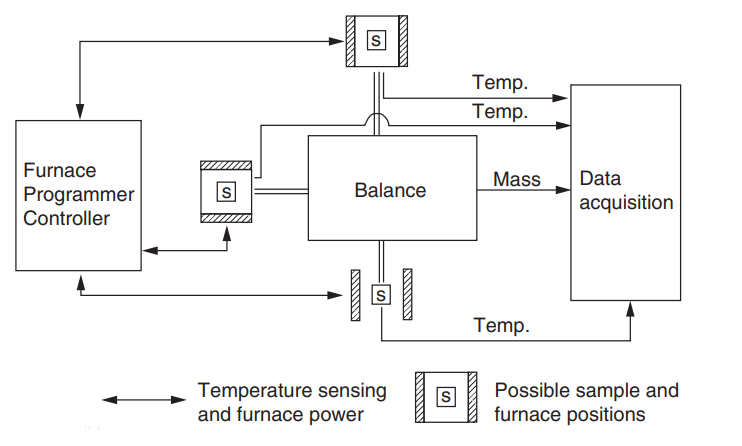 S
Temp.
Temp.
Furnace
Programmer
Controller
S
Balance
Mass
Data
acquisition
S
Temp.
Temperature sensing
and furnace power
S
Possible sample and
furnace positions